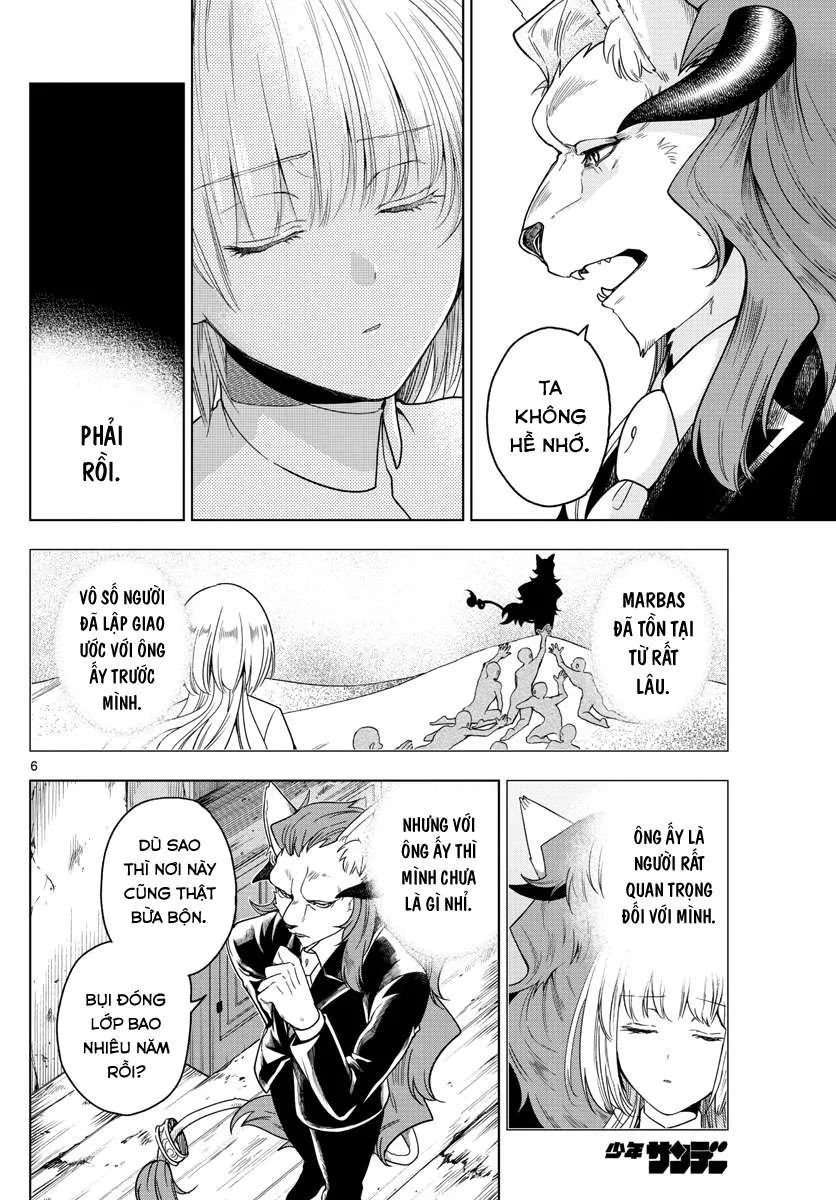 TA
KHÔNG
HỀ NHỚ.
PHẢI
RỒI.
MARBAS
ĐÃ TỒN TẠI
TỪ RẤT
LÂU.
VÔ SỐ NGƯỜI
ĐÃ LẬP GIAO
ƯỚC VỚI ÔNG
ẤY TRƯỚC
MÌNH.
6
ÔNG ẤY LÀ
NGƯỜI RẤT
QUAN TRỌNG
ĐỐI VỚI MÌNH.
NHƯNG VỚI
ÔNG ẤY THÌ
MÌNH CHƯA
LÀ GÌ NHỈ.
DÙ SAO
THÌ NƠI NÀY
CŨNG THẬT
BỪA BỘN.
BỤI ĐÓNG
LỚP BAO
NHIÊU NĂM
RỒI?
少年サンデー